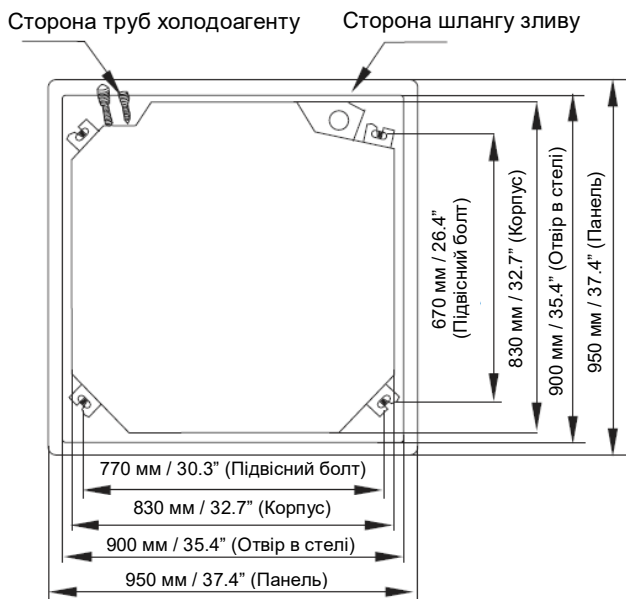 Сторона труб холодоагенту
Сторона шлангу зливу
670 мм / 26.4”
(Підвісний болт)
830 мм / 32.7” (Корпус)
900 мм / 35.4” (Отвір в стелі)
950 мм / 37.4” (Панель)
770 мм / 30.3” (Підвісний болт)
830 мм / 32.7” (Корпус)
900 мм / 35.4” (Отвір в стелі)
950 мм / 37.4” (Панель)